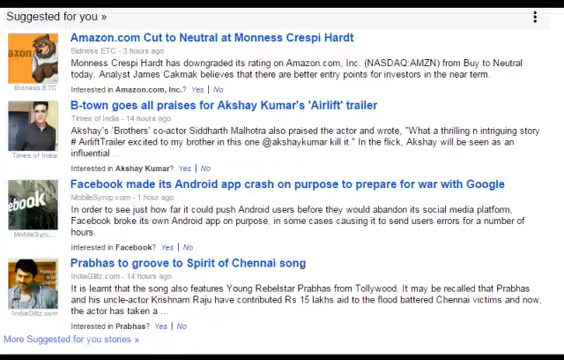 Suggested for you »
Amazon.com Cut to Neutral at Monness Crespi Hardt
Bidness ETC - 3 hours ago
Monness Crespi Hardt has downgraded its rating on Amazon.com, Inc. (NASDAQ:AMZN) from Buy to Neutral
today. Analyst James Cakmak believes that there are better entry points for investors in the near term.
azon
Bidness ETC
Interested in Amazon.com, Inc.? Yes | No
B-town goes all praises for Akshay Kumar's 'Airlift' trailer
Times of India - 14 hours ago
Akshay's 'Brothers' co-actor Siddharth Malhotra also praised the actor and wrote, "What a thrilling n intriguing story
# AirliftTrailer excited to my brother in this one @akshaykumar kill it." In the flick, Akshay will be seen as an
influential ...
Times of India
Interested in Akshay Kumar? Yes | No
Facebook made its Android app crash on purpose to prepare for war with Google
MobileSyrup.com - 1 hour ago
In order to see just how far it could push Android users before they would abandon its social media platform,
Facebook broke its own Android app on purpose, in some cases causing it to send users errors for a number of
hours.
ebook
MobileSyr...
Interested in Facebook? Yes | No
Prabhas to groove to Spirit of Chennai song
IndiaGlitz.com - 14 hours ago
It is learnt that the song also features Young Rebelstar Prabhas from Tollywood. It may be recalled that Prabhas
and his uncle-actor Krishnam Raju have contributed Rs 15 lakhs aid to the flood battered Chennai victims and now,
the actor has taken a ...
IndiaGlitz.com
Interested in Prabhas? Yes | No
More Suggested for you stories »